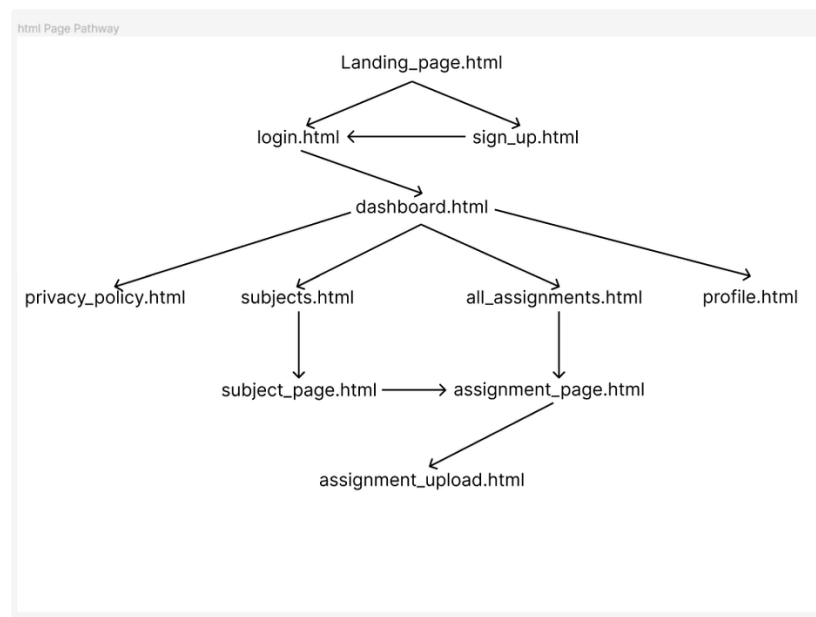 html Page Pathway
Landing_page.html
login.html
sign_up.html
dashboard.html
privacy_policy.html
subjects.html
all_assignments.html
profile.html
subject_page.html
assignment_page.html
assignment_upload.html